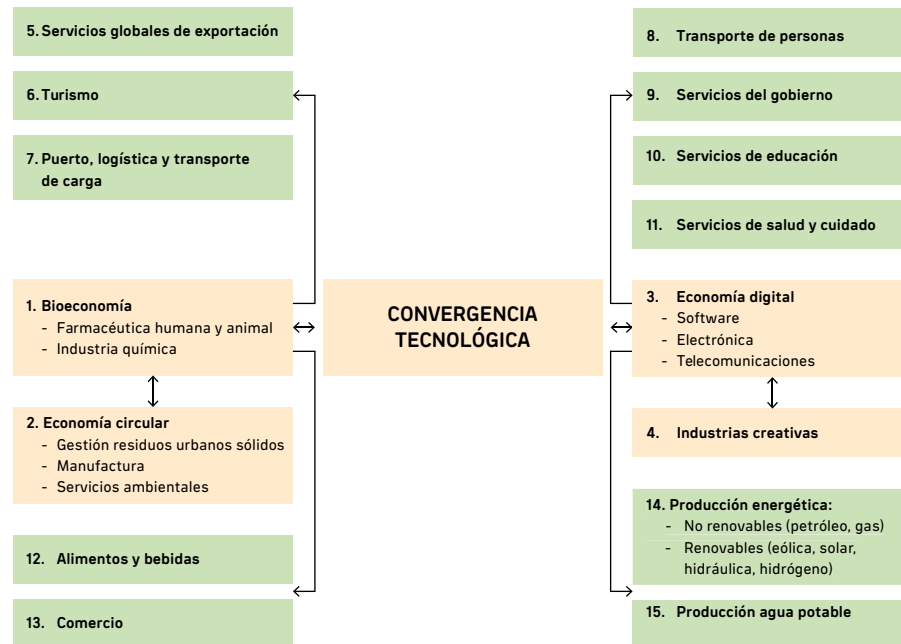 5. Servicios globales de exportación
6. Turismo
7. Puerto, logística y transporte
de carga
8. Transporte de personas
9. Servicios del gobierno
10. Servicios de educación
11. Servicios de salud y cuidado
1. Bioeconomía
- Farmacéutica humana y animal
- Industria química
CONVERGENCIA
TECNOLÓGICA
3. Economía digital
- Software
- Electrónica
- Telecomunicaciones
2. Economía circular
- Gestión residuos urbanos sólidos
- Manufactura
- Servicios ambientales
4. Industrias creativas
12. Alimentos y bebidas
13. Comercio
14. Producción energética:
- No renovables (petróleo, gas)
- Renovables (eólica, solar,
hidráulica, hidrógeno)
15. Producción agua potable